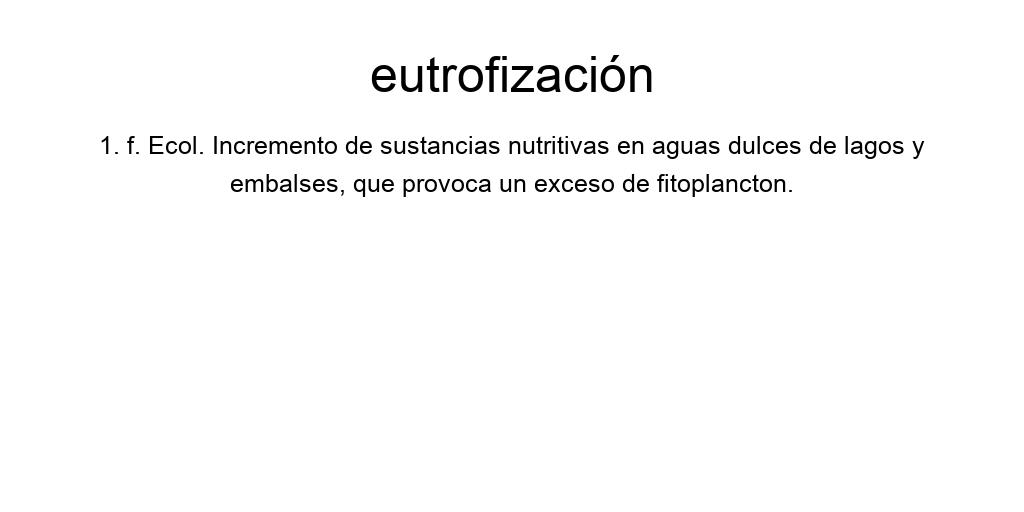 eutrofización
1. f. Ecol. Incremento de sustancias nutritivas en aguas dulces de lagos y
embalses, que provoca un exceso de fitoplancton.